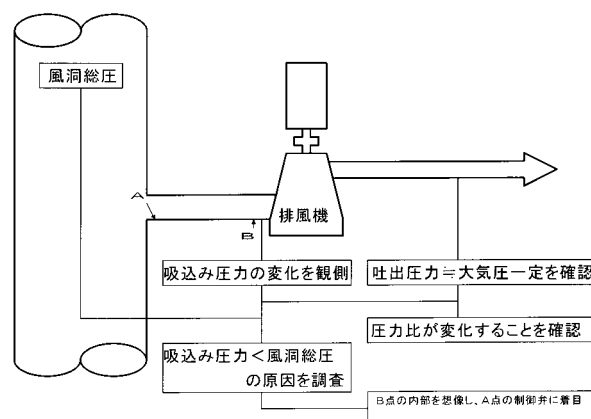 風洞総圧
A
B
排風機
吸込み圧力の変化を観側
吐出圧力≒大気圧一定を確認
圧力比が変化することを確認
吸込み圧力<風洞総圧
の原因を調査
B点の内部を想像し、A点の制御弁に着目